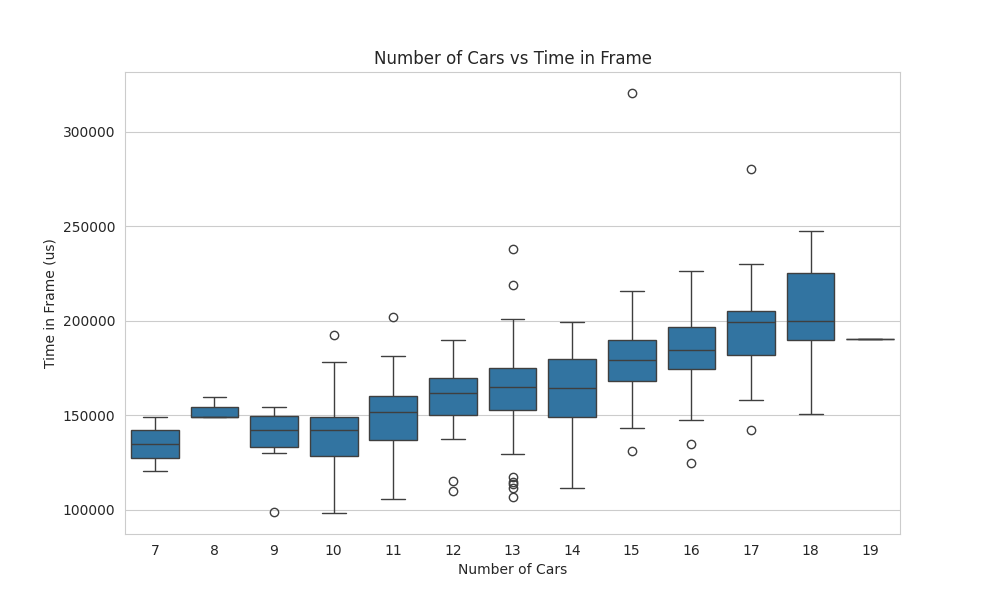 Number of Cars vs Time in Frame
Time in Frame (us)
300000
250000
200000
150000
100000
7 8 9 10 11 12 13 14 15 16 17 18 19
Number of Cars